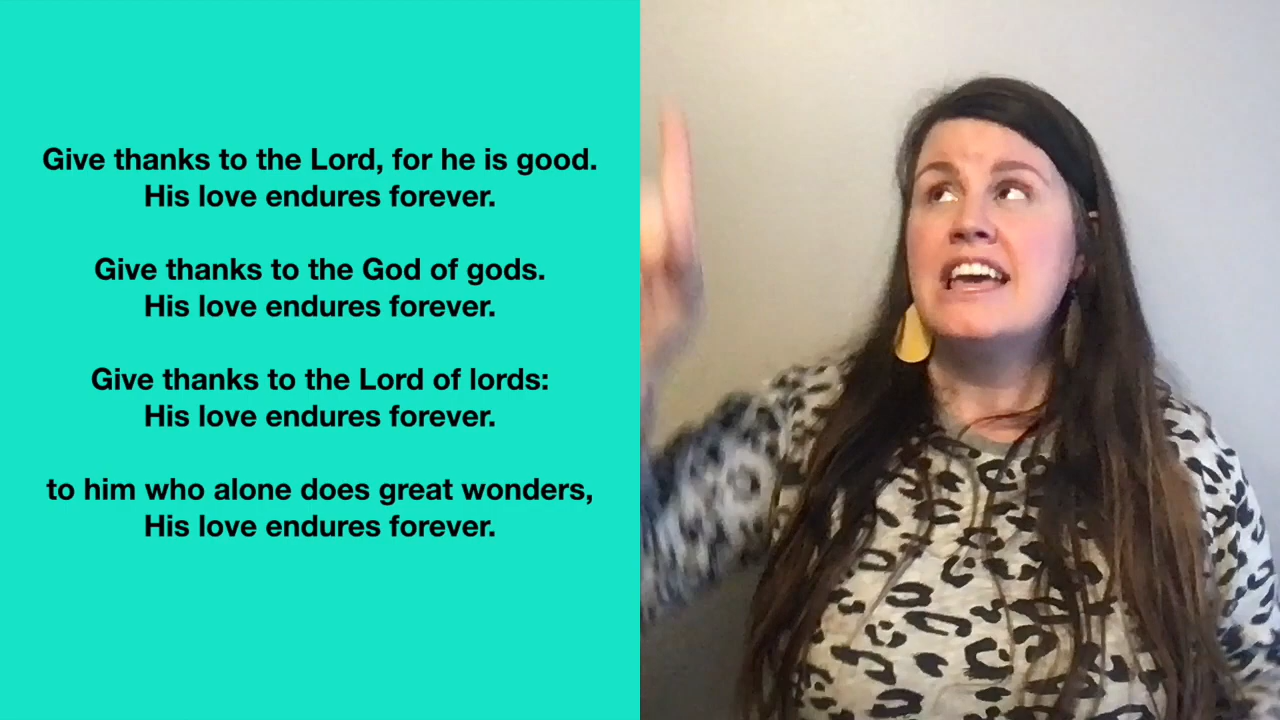 Give thanks to the Lord, for he is good.
His love endures forever.
Give thanks to the God of gods.
His love endures forever.
Give thanks to the Lord of lords:
His love endures forever.
to him who alone does great wonders,
His love endures forever.